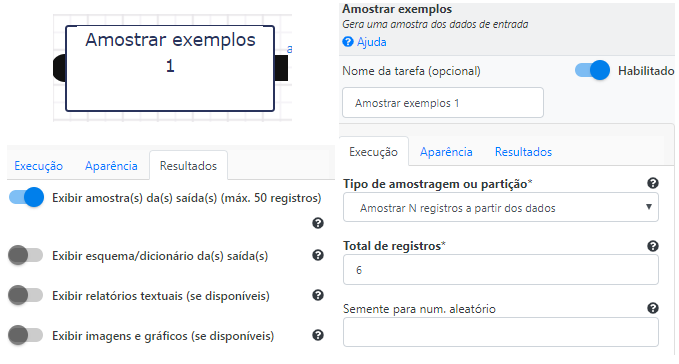 Amostrar exemplos
1
a
Execução Aparência Resultados
Exibir amostra(s) da(s) saída(s) (máx. 50 registros)
Exibir esquema/dicionário da(s) saída(s)
Exibir relatórios textuais (se disponíveis)
Exibir imagens e gráficos (se disponíveis)
Amostrar exemplos
Gera uma amostra dos dados de entrada
? Ajuda
Nome da tarefa (opcional)
Habilitado
Amostrar exemplos 1
Execução Aparência Resultados
Tipo de amostragem ou partição*
Amostrar N registros a partir dos dados
Total de registros*
6
Semente para num. aleatório